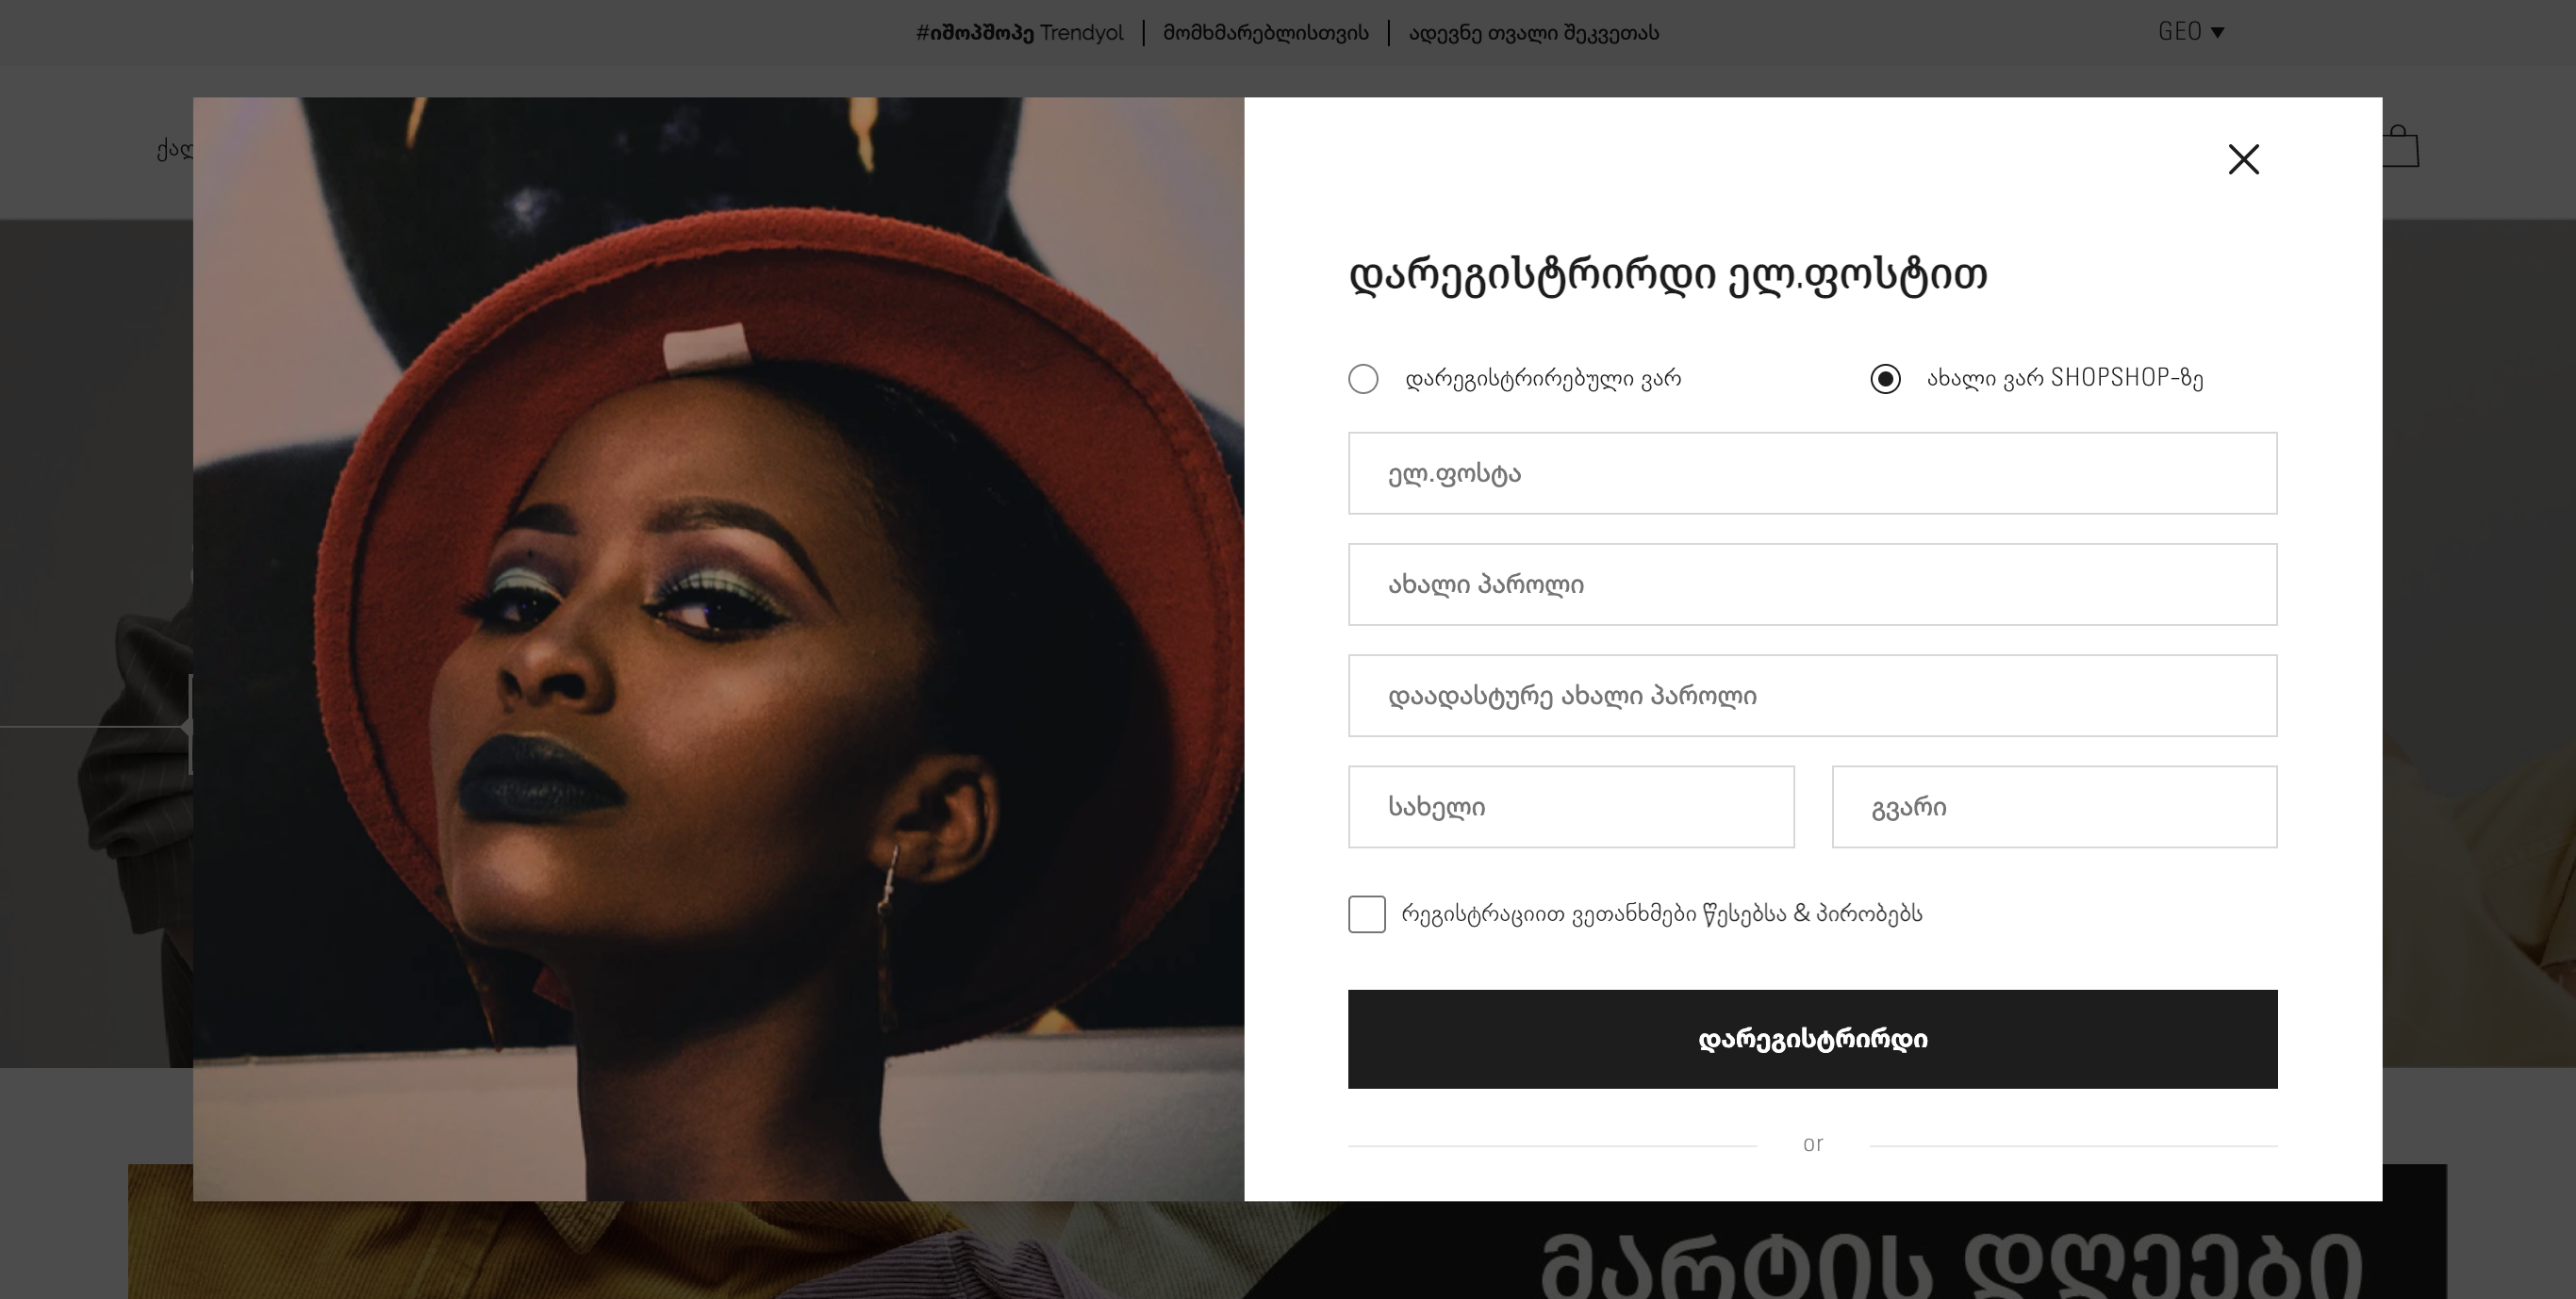 #იშოპშოპე Trendyol | მომხმარებლისთვის | ადევნე თვალი შეკვეთას
GEO
დარეგისტრირდი ელ.ფოსტით
დარეგისტრირებული ვარ
ახალი ვარ SHOPSHOP-ზე
ელ.ფოსტა
ახალი პაროლი
დაადასტურე ახალი პაროლი
სახელი
გვარი
რეგისტრაციით ვეთანხმები წესებსა & პირობებს
დარეგისტრირდი
or
მარტის დღეები